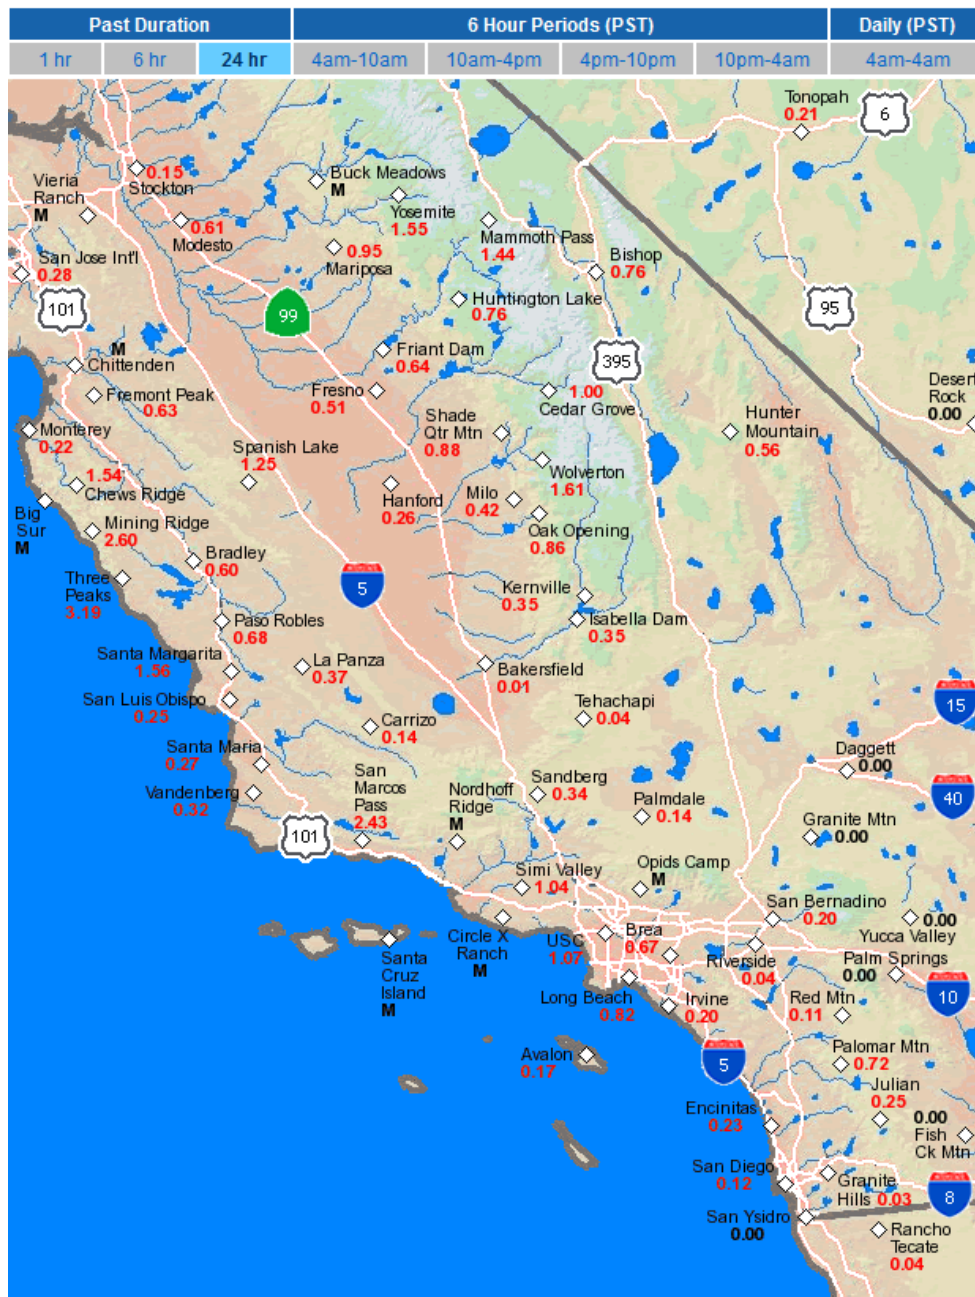 Past Duration
6 Hour Periods (PST)
Daily (PST)
1 hr
6 hr
24 hr
4am-10am
10am-4pm
4pm-10pm
10pm-4am
4am-4am
Tonopah
0.21
6
0.15
Stockton
Buck Meadows
M
Vieria
Ranch
M
Yosemite
1.55
0.61
Modesto
Mammoth Pass
1.44
0.95
Mariposa
San Jose Int'l
0.28
Bishop
0.76
101
99
Huntington Lake
0.76
95
M
Chittenden
Friant Dam
0.64
395
Fremont Peak
0.63
Fresno
0.51
1.00
Cedar Grove
Desert
Rock
0.00
Monterey
0.22
Shade
Qtr Mtn
0.88
Hunter
Mountain
0.56
Spanish Lake
1.25
1.54
Chews Ridge
Wolverton
1.61
Hanford
0.26
Milo
0.42
Big
Sur
M
Mining Ridge
2.60
Oak Opening
0.86
Bradley
0.60
Three
Peaks
3.19
5
Kernville
0.35
Paso Robles
0.68
Isabella Dam
0.35
Santa Margarita
1.56
La Panza
0.37
Bakersfield
0.01
San Luis Obispo
0.25
Tehachapi
0.04
15
Carrizo
0.14
Santa Maria
0.27
Daggett
0.00
San
Marcos
Pass
2.43
Vandenberg
0.32
Nordhoff
Ridge
M
Sandberg
0.34
Palmdale
0.14
40
101
Granite Mtn
0.00
Simi Valley
1.04
Opids Camp
M
San Bernadino
0.20
0.00
Yucca Valley
Circle X
Ranch
M
USC
1.07
Brea
0.67
Riverside
0.04
Palm Springs
0.00
Santa
Cruz
Island
M
Long Beach
0.82
Irvine
0.20
Red Mtn
0.11
10
Avalon
0.17
5
Palomar Mtn
0.72
Julian
0.25
Encinitas
0.23
0.00
Fish
Ck Mtn
San Diego
0.12
Granite
Hills 0.03
8
San Ysidro
0.00
Rancho
Tecate
0.04